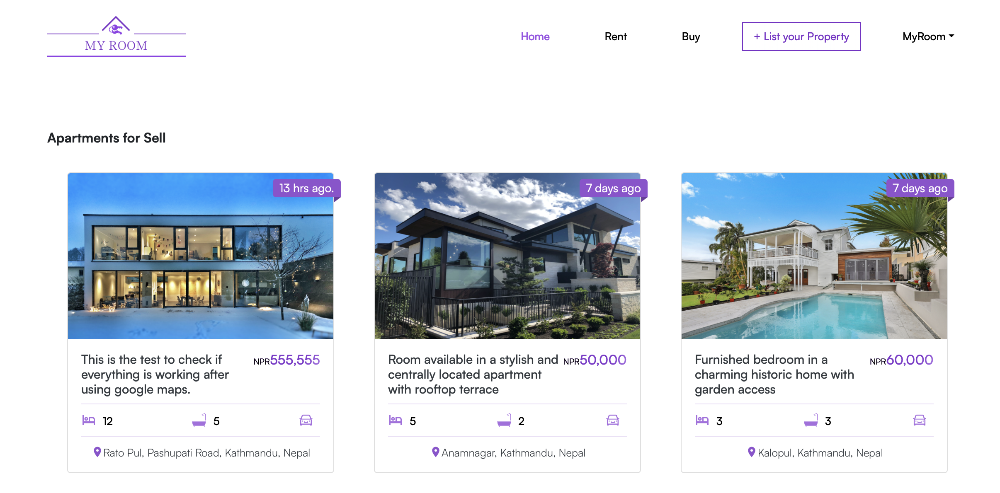 MY ROOM
Home Rent Buy + List your Property MyRoom
Apartments for Sell
13 hrs ago.
This is the test to check if
everything is working after
using google maps.
NPR555,555
12 5
Rato Pul, Pashupati Road, Kathmandu, Nepal
7 days ago
Room available in a stylish and
centrally located apartment
with rooftop terrace
NPR50,000
5 2
Anamnagar, Kathmandu, Nepal
7 days ago
Furnished bedroom in a
charming historic home with
garden access
NPR60,000
3 3
Kalopul, Kathmandu, Nepal